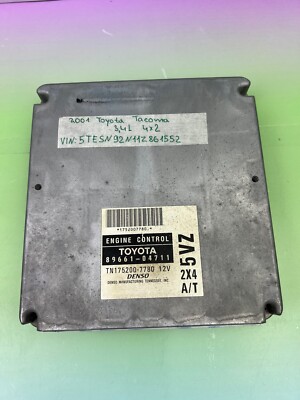 2001 Toyota Tacoma
3,4L 4x2
VIN:5TESN92N11Z861552
*1752007780,*
ENGINE CONTROL
TOYOTA
89661-04711
TN175200-7780 12V
DENSO
DENSO MANUFACTURING TENNESSEE, INC.
5VZ
2X4
A/T